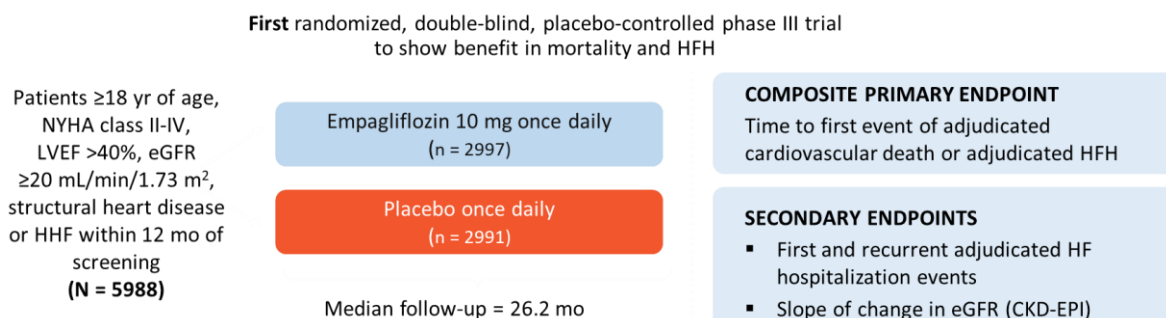 First randomized, double-blind, placebo-controlled phase III trial
to show benefit in mortality and HFH
Patients ≥18 yr of age,
NYHA class II-IV,
LVEF >40%, eGFR
≥20 mL/min/1.73 m²,
structural heart disease
or HHF within 12 mo of
screening
(N = 5988)
Empagliflozin 10 mg once daily
(n = 2997)
Placebo once daily
(n = 2991)
Median follow-up = 26.2 mo
COMPOSITE PRIMARY ENDPOINT
Time to first event of adjudicated
cardiovascular death or adjudicated HFH
SECONDARY ENDPOINTS
▪ First and recurrent adjudicated HF
hospitalization events
▪ Slope of change in eGFR (CKD-EPI)